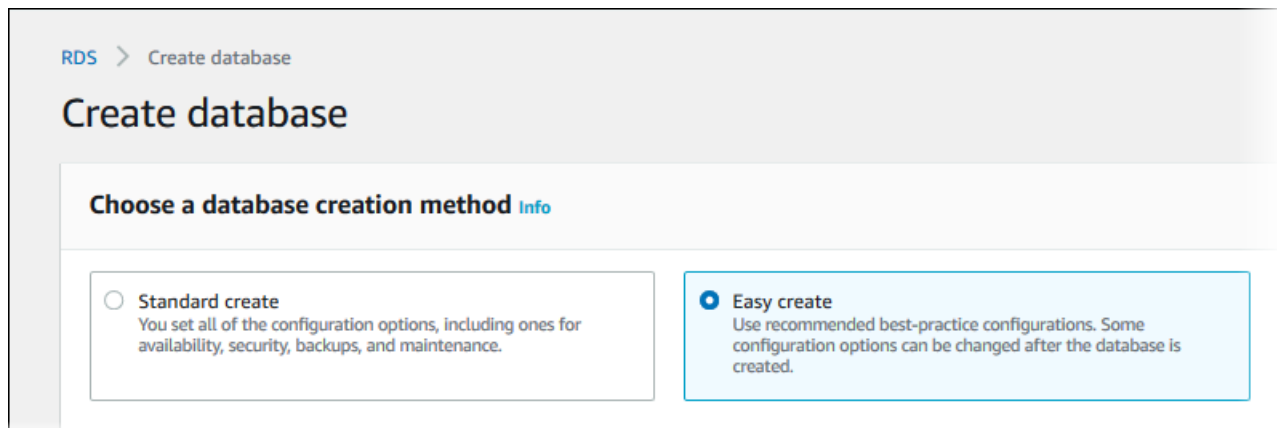 RDS > Create database
Create database
Choose a database creation method Info
Standard create
You set all of the configuration options, including ones for
availability, security, backups, and maintenance.
Easy create
Use recommended best-practice configurations. Some
configuration options can be changed after the database is
created.